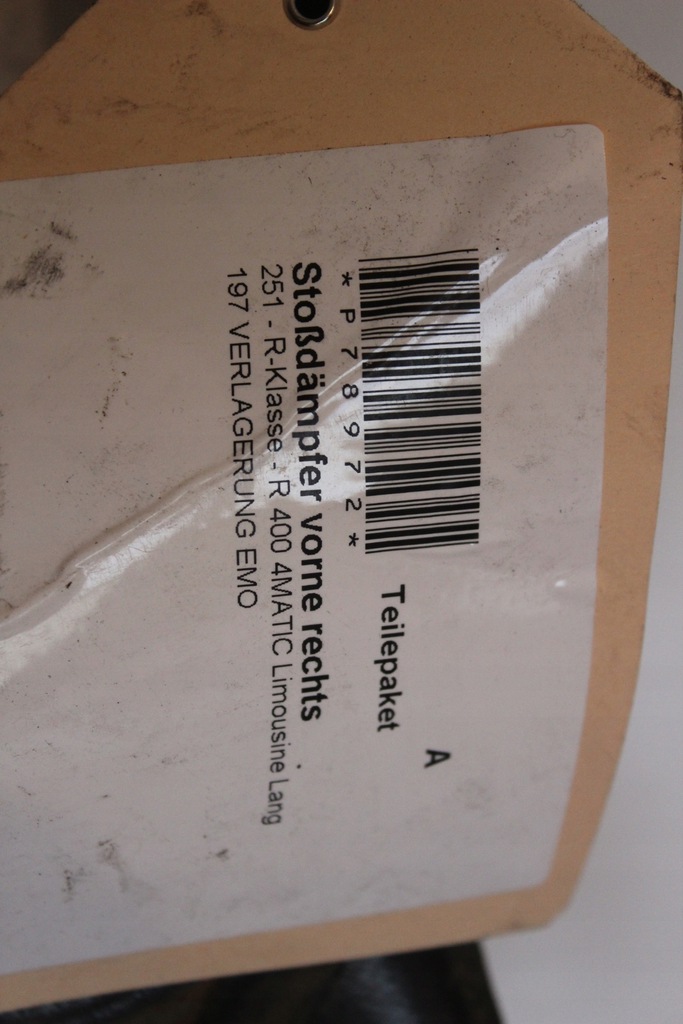 A
Teilepaket
*P78972*
Stoßdämpfer vorne rechts
251 - R-Klasse - R 400 4MATIC Limousine Lang
197 VERLAGERUNG EMO